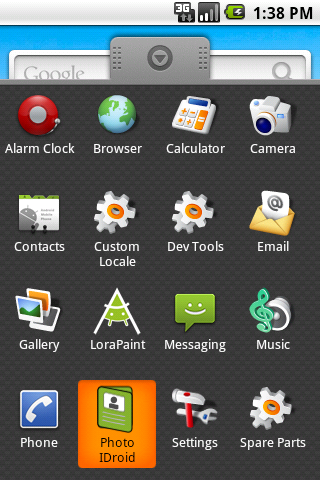 3G
1:38 PM
Google
Alarm Clock
Browser
Calculator
Camera
Contacts
Custom
Locale
Dev Tools
Email
Gallery
LoraPaint
Messaging
Music
Phone
Photo
IDroid
Settings
Spare Parts